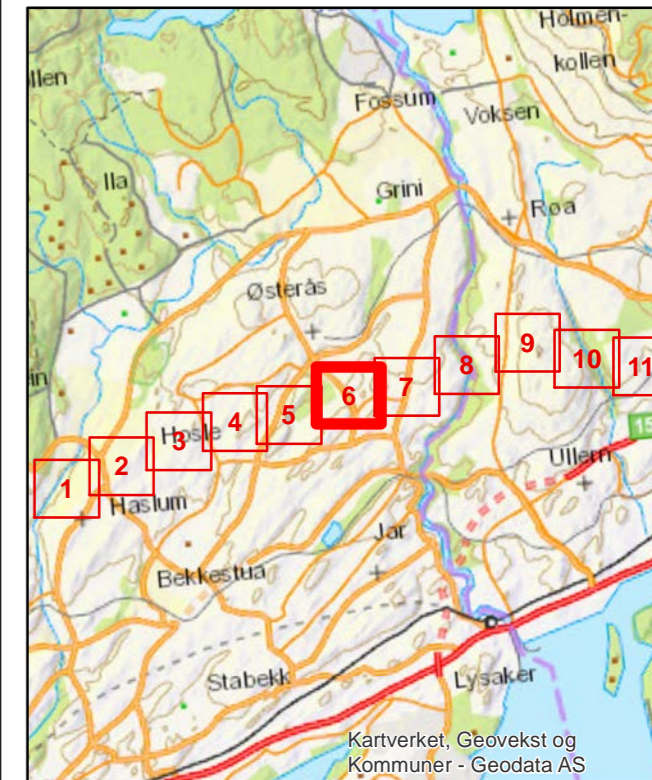 Holmen-
kollen
Fossum
Voksen
Ila
Grini
Røa
Østerås
9
8
10
11
7
6
5
4
Hosle
3
2
1
Haslum
Ullern
15
Jar
Bekkestua
Stabekk
Lysaker
Kartverket, Geovekst og
Kommuner - Geodata AS